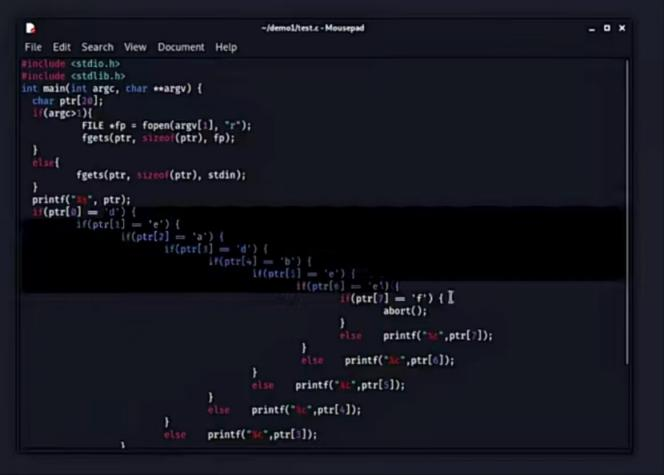 ~/demo1/test.c - Mousepad
File Edit Search View Document Help
#include <stdio.h>
#include <stdlib.h>
int main(int argc, char **argv) {
char ptr[20];
if(argc>1){
FILE *fp = fopen(argv[1], "r");
fgets(ptr, sizeof(ptr), fp);
}
else{
fgets(ptr, sizeof(ptr), stdin);
}
printf("%s", ptr);
if(ptr[0] == 'd') {
if(ptr[1] == 'e') {
if(ptr[2] == 'a') {
if(ptr[3] == 'd') {
if(ptr[4] == 'b') {
if(ptr[5] == 'e') {
if(ptr[6] == 'e') {
if(ptr[7] == 'f') {
abort();
}
else printf("%c",ptr[7]);
}
else printf("%c",ptr[6]);
}
else printf("%c",ptr[5]);
}
else printf("%c",ptr[4]);
}
else printf("%c",ptr[3]);
}